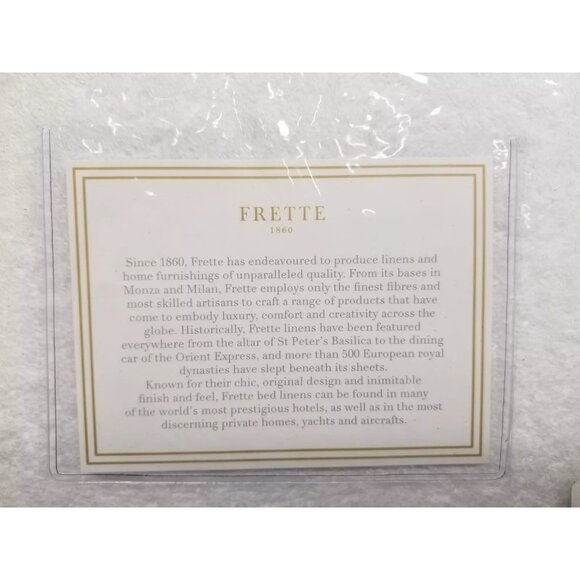 FRETTE
1860
Since 1860, Frette has endeavoured to produce linens and
home furnishings of unparalleled quality. From its bases in
Monza and Milan, Frette employs only the finest fibres and
most skilled artisans to craft a range of products that have
come to embody luxury, comfort and creativity across the
globe. Historically, Frette linens have been featured
everywhere from the altar of St Peter's Basilica to the dining
car of the Orient Express, and more than 500 European royal
dynasties have slept beneath its sheets.
Known for their chic, original design and inimitable
finish and feel, Frette bed linens can be found in many
of the world's most prestigious hotels, as well as in the most
discerning private homes, yachts and aircrafts.